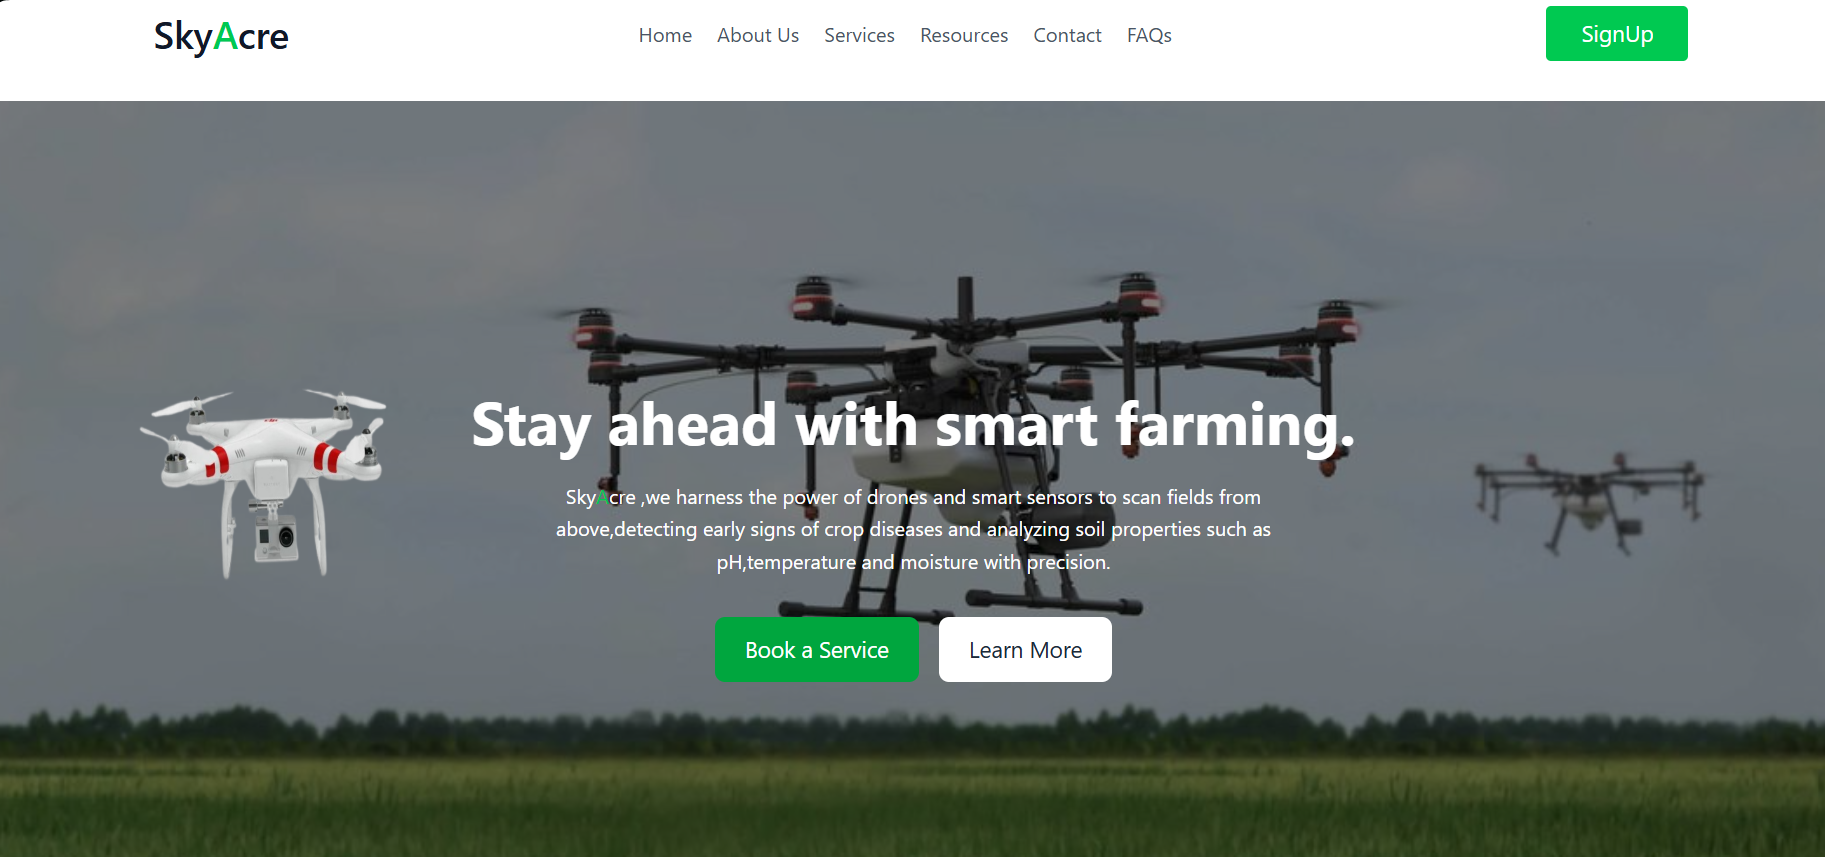 SkyAcre
Home About Us Services Resources Contact FAQs
SignUp
Stay ahead with smart farming.
SkyAcre ,we harness the power of drones and smart sensors to scan fields from
above,detecting early signs of crop diseases and analyzing soil properties such as
pH,temperature and moisture with precision.
Book a Service
Learn More